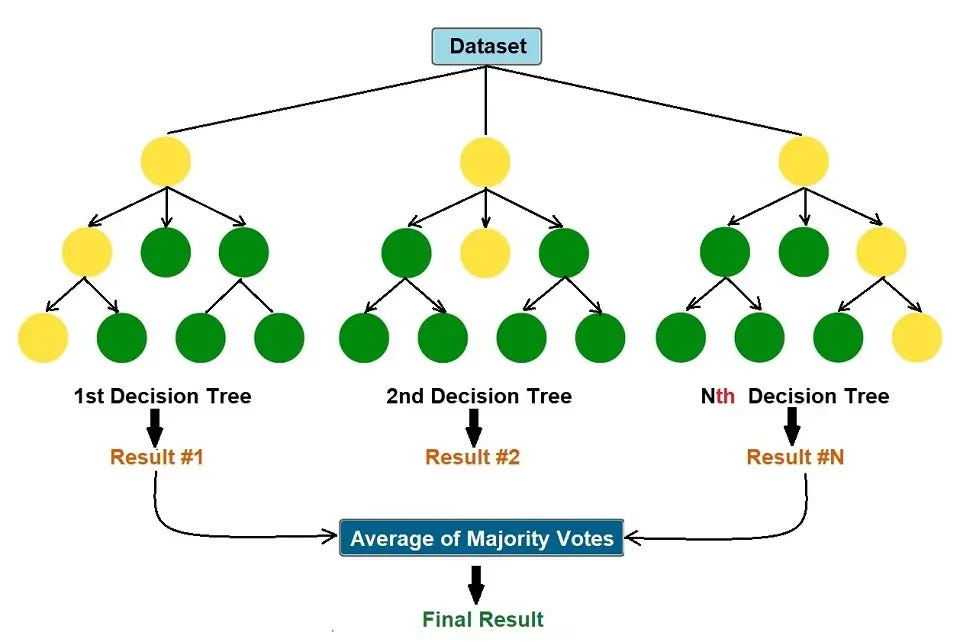 Dataset
1st Decision Tree
2nd Decision Tree
Nth Decision Tree
Result #1
Result #2
Result #N
Average of Majority Votes
Final Result